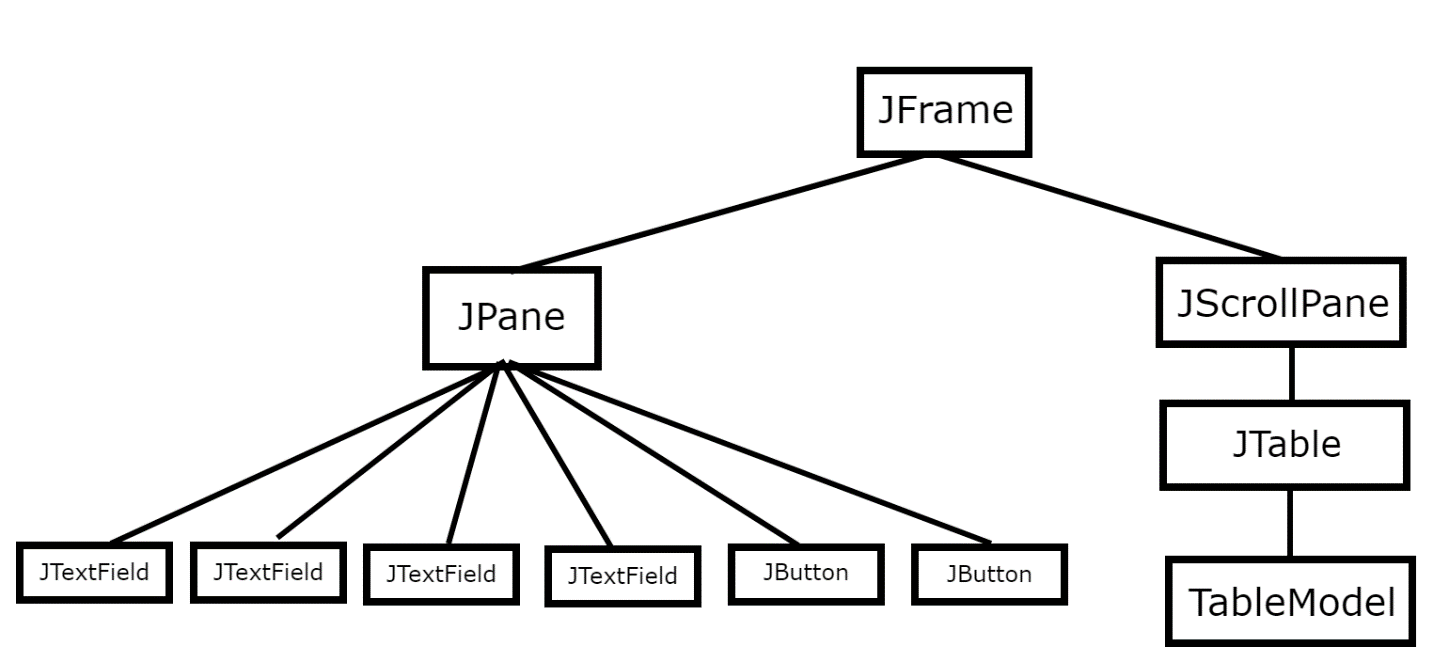 JFrame
JPane
JScrollPane
JTable
JTextField
JTextField
JTextField
JTextField
JButton
JButton
TableModel